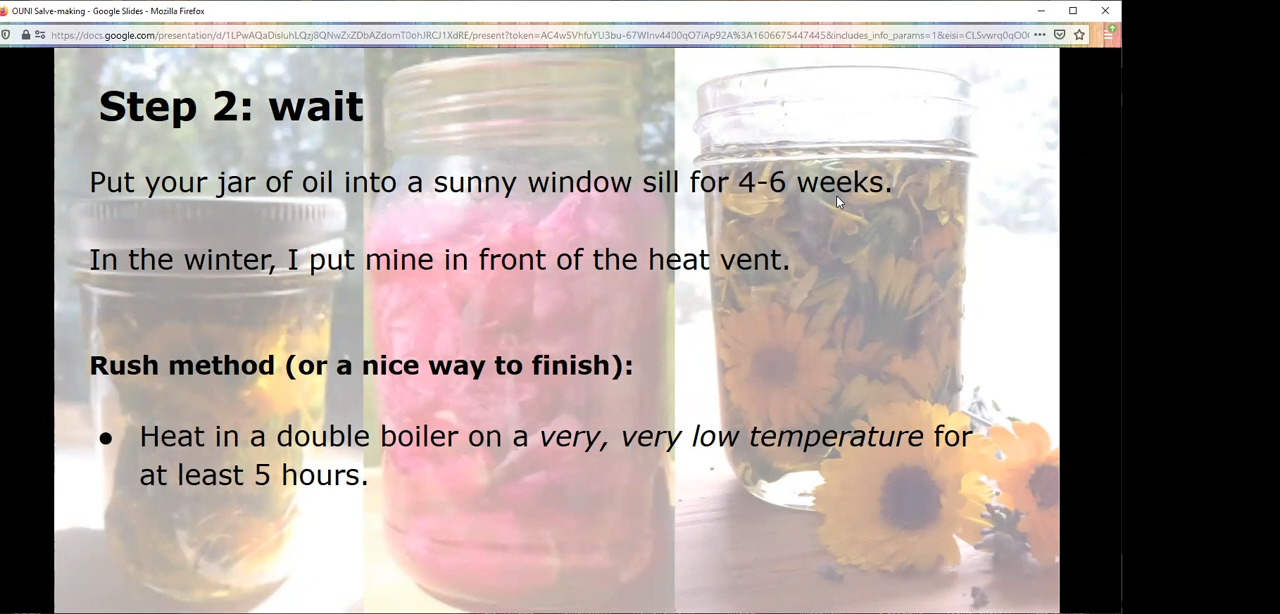 OUNI Salve-making - Google Slides - Mozilla Firefox
Step 2: wait
Put your jar of oil into a sunny window sill for 4-6 weeks.
In the winter, I put mine in front of the heat vent.
Rush method (or a nice way to finish):
● Heat in a double boiler on a very, very low temperature for
at least 5 hours.